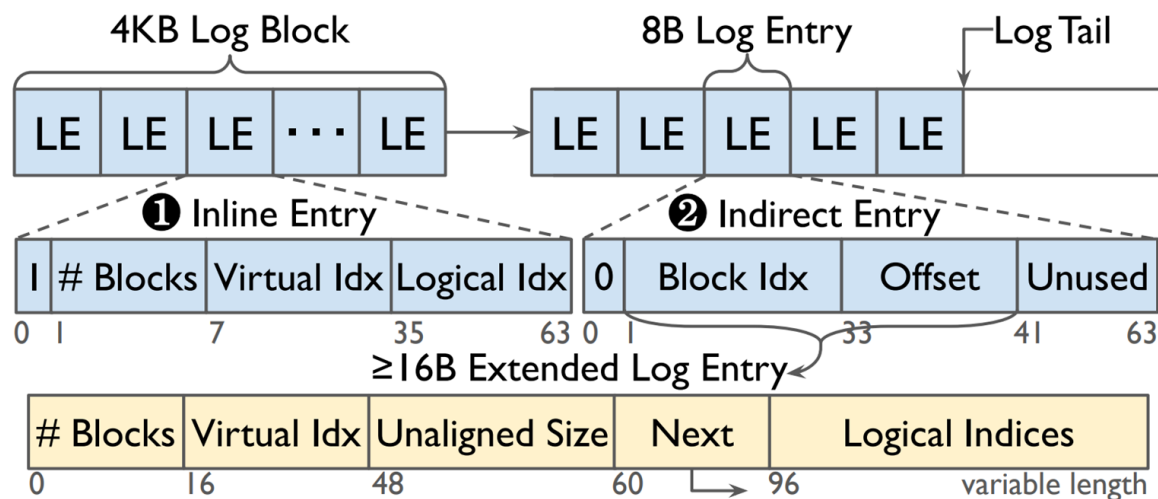 4KB Log Block 8B Log Entry Log Tail
LE LE LE ··· LE LE LE LE LE LE
❶ Inline Entry ❷ Indirect Entry
1 # Blocks Virtual Idx Logical Idx 0 Block Idx Offset Unused
0 1 7 35 63 0 1 33 41 63
≥16B Extended Log Entry
# Blocks Virtual Idx Unaligned Size Next Logical Indices
0 16 48 60 96 variable length